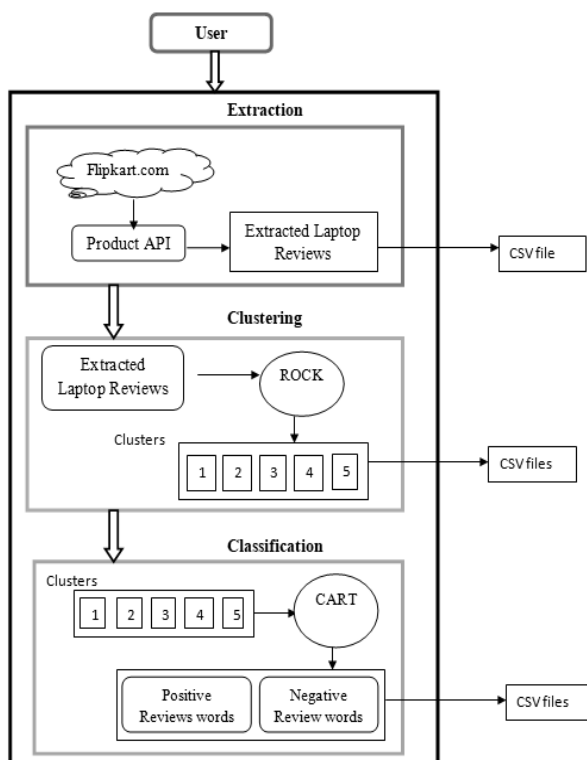 User
Extraction
Flipkart.com
Product API
Extracted Laptop
Reviews
CSV file
Clustering
Extracted
Laptop Reviews
ROCK
Clusters
1 2 3 4 5
CSV files
Classification
Clusters
1 2 3 4 5
CART
Positive
Reviews words
Negative
Review words
CSV files